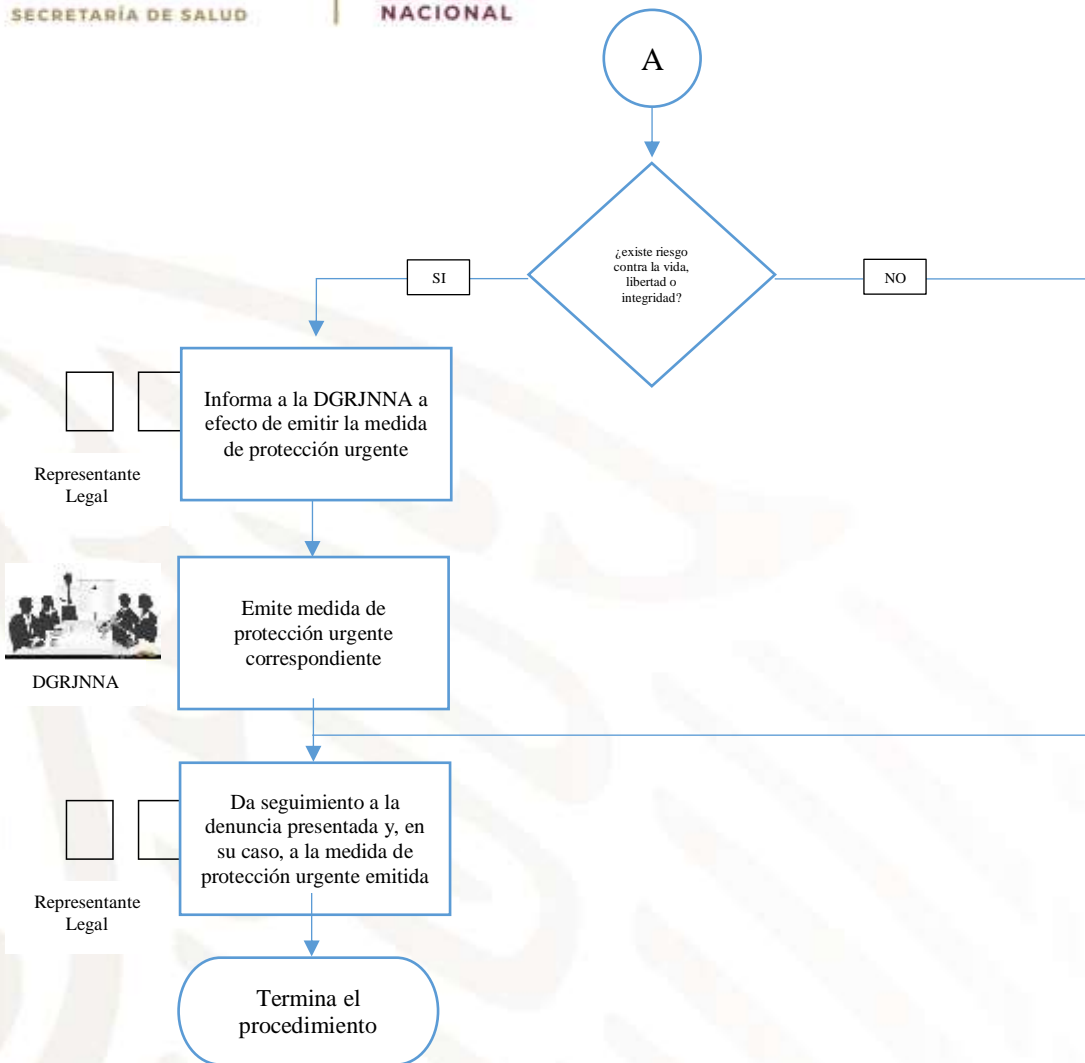 SECRETARÍA DE SALUD
NACIONAL
A
¿existe riesgo
contra la vida,
libertad o
integridad?
SI
NO
Informa a la DGRJNNA a
efecto de emitir la medida
de protección urgente
Representante
Legal
Emite medida de
protección urgente
correspondiente
DGRJNNA
Da seguimiento a la
denuncia presentada y, en
su caso, a la medida de
protección urgente emitida
Representante
Legal
Termina el
procedimiento